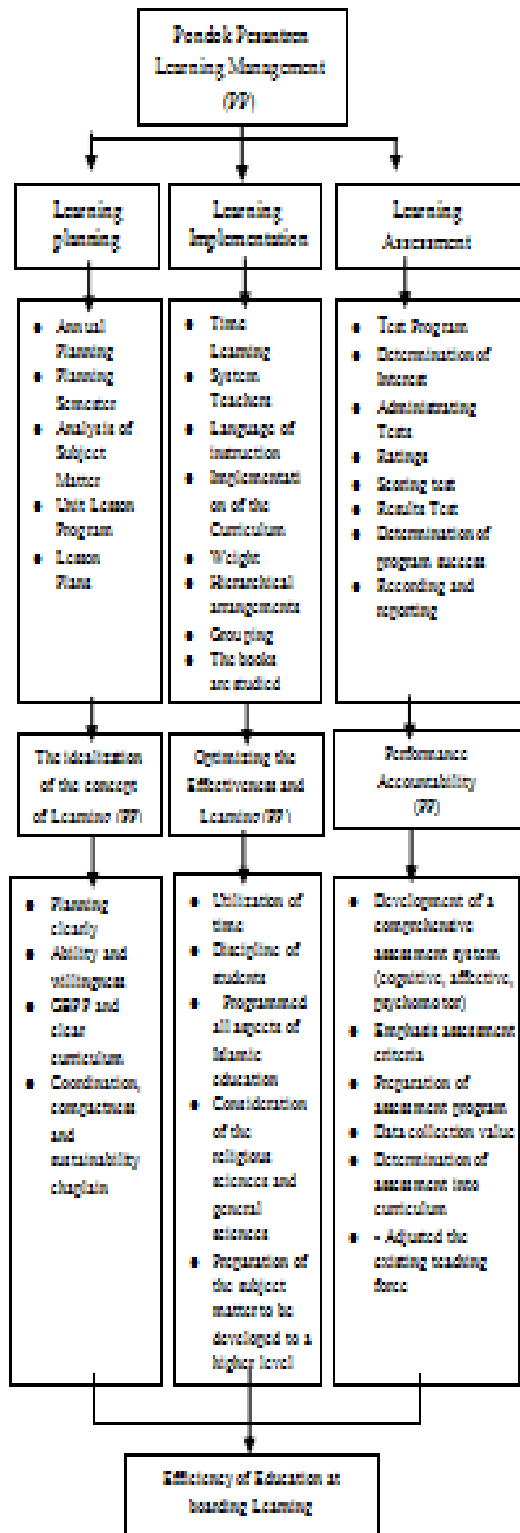 Pondok Pesantren
Learning Management
(PP)
Learning
planning
Learning
Implementation
Learning
Assessment
Annual
Planning
Planning
Semester
Analysis of
Subject
Matter
Unit Lesson
Program
Lesson
Plans
Time
Learning
System
Teachers
Language of
instruction
Implementati
on of the
Curriculum
Weight
Hierarchical
arrangements
Grouping
The books
are studied
Test Program
Determination of
Interest
Administrating
Tests
Ratings
Scoring test
Results Test
Determination of
program success
Recording and
reporting
The idealization
of the concept
of Learning (PP)
Optimizing the
Effectiveness and
Learning (PP)
Performance
Accountability
(PP)
Planning
clearly
Ability and
willingness
GBPP and
clear
curriculum
Coordination,
compactness
and
sustainability
chaplain
Utilization of
time
Discipline of
students
Programmed
all aspects of
Islamic
education
Consideration
of the
religious
sciences and
general
sciences
Preparation of
the subject
matter to be
developed to a
higher level
Development of a
comprehensive
assessment system
(cognitive, affective,
psychomotor)
Emphasis assessment
criteria
Preparation of
assessment program
Data collection value
Determination of
assessment into
curriculum
- Adjusted the
existing teaching
force
Efficiency of Education at
boarding Learning